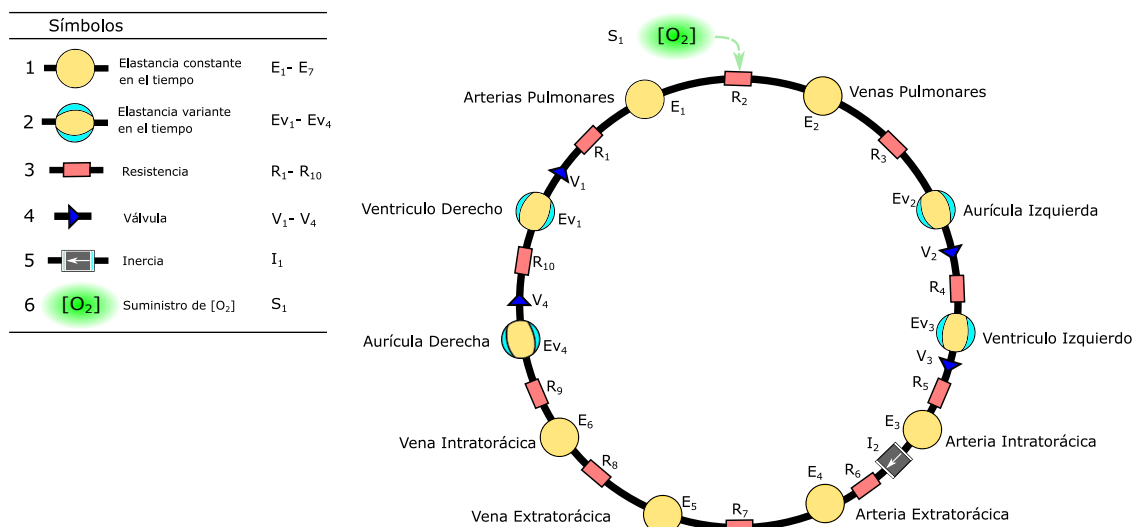 Símbolos
1 Elastancia constante
en el tiempo E₁- E₇
2 Elastancia variante
en el tiempo Ev₁- Ev₄
3 Resistencia R₁- R₁₀
4 Válvula V₁- V₄
5 Inercia I₁
6 [O₂] Suministro de [O₂] S₁
S₁ [O₂]
R₂
Arterias Pulmonares E₁
E₂ Venas Pulmonares
R₁
R₃
V₁
Ventriculo Derecho Ev₁
Ev₂ Aurícula Izquierda
V₂
R₁₀
R₄
V₄
Aurícula Derecha Ev₄
Ev₃ Ventriculo Izquierdo
V₃
R₉
R₅
E₆
E₃
Vena Intratorácica
I₂ Arteria Intratorácica
R₈
R₆
E₄
E₅
R₇
Vena Extratorácica
Arteria Extratorácica